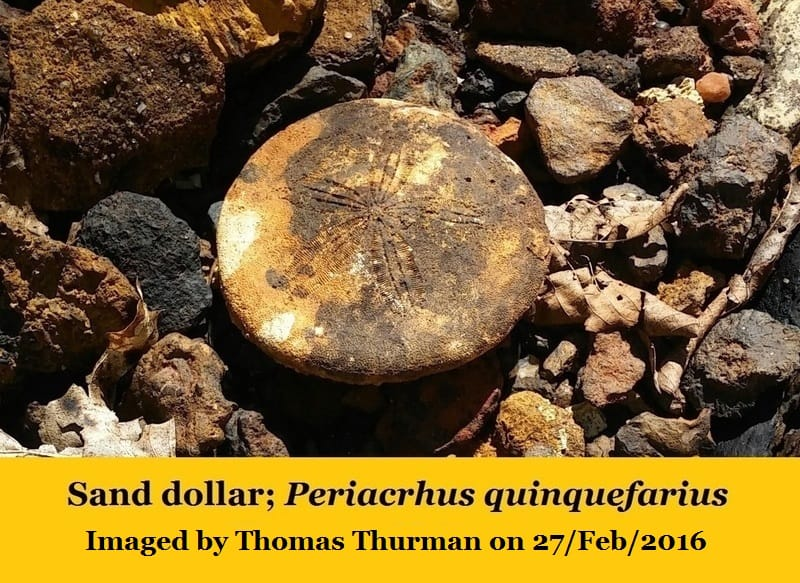 Sand dollar; Periacrhus quinquefarius
Imaged by Thomas Thurman on 27/Feb/2016